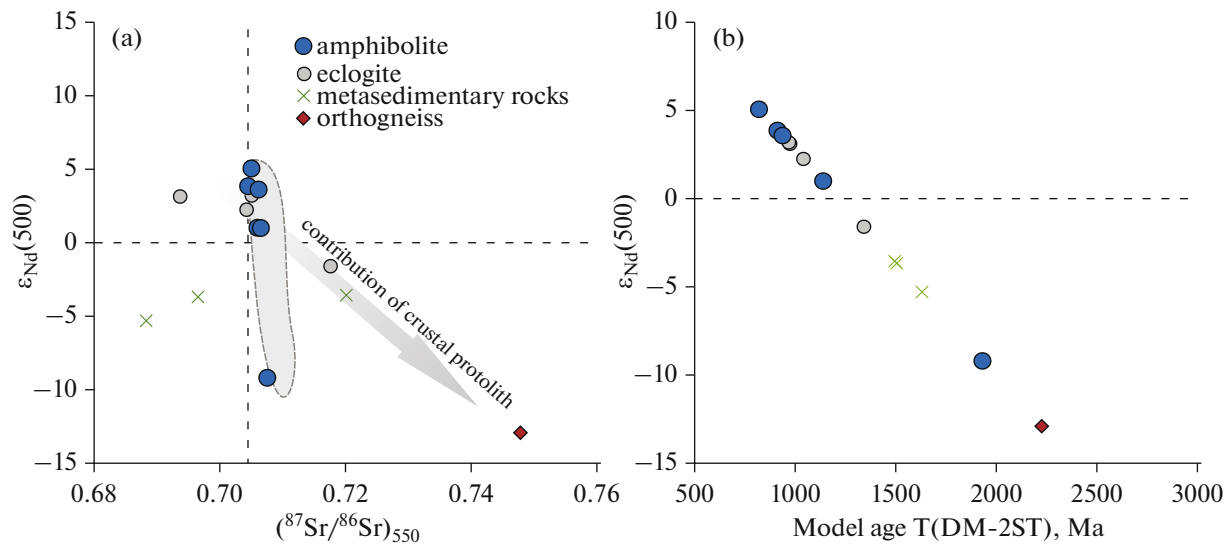 (a)
amphibolite
eclogite
metasedimentary rocks
orthogneiss
contribution of crustal protolith
15
10
5
0
−5
−10
−15
εNd(500)
0.68 0.70 0.72 0.74 0.76
(⁸⁷Sr/⁸⁶Sr)₅₅₀
(b)
10
5
0
−5
−10
−15
εNd(500)
500 1000 1500 2000 2500 3000
Model age T(DM-2ST), Ma